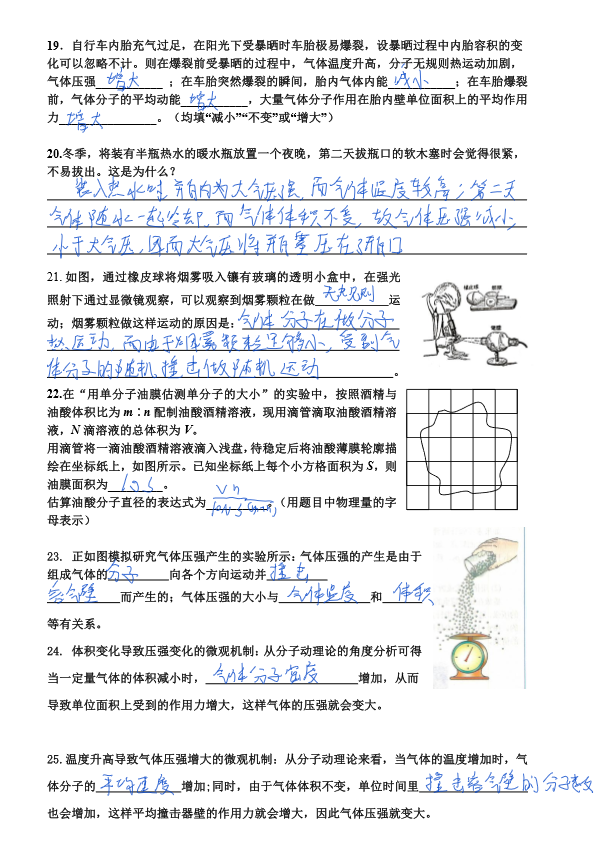 19．自行车内胎充气过足，在阳光下受暴晒时车胎极易爆裂，设暴晒过程中内胎容积的变
化可以忽略不计。则在爆裂前受暴晒的过程中，气体温度升高，分子无规则热运动加剧，
气体压强 增大 ；在车胎突然爆裂的瞬间，胎内气体内能 减小 ；在车胎爆裂
前，气体分子的平均动能 增大 ，大量气体分子作用在胎内壁单位面积上的平均作用
力 增大 。（均填“减小”“不变”或“增大”）
20.冬季，将装有半瓶热水的暖水瓶放置一个夜晚，第二天拔瓶口的软木塞时会觉得很紧，
不易拔出。这是为什么？
装入热水时，瓶内为大气压强，而气体温度较高；第二天
气体随水一起冷却，而气体体积不变，故气体压强减小，
小于大气压，因而大气压将瓶塞压在了瓶口
21.如图，通过橡皮球将烟雾吸入镶有玻璃的透明小盒中，在强光
照射下通过显微镜观察，可以观察到烟雾颗粒在做 无规则 运
动；烟雾颗粒做这样运动的原因是： 气体分子在做分子
热运动，而由于烟雾颗粒足够小，受到气
体分子的随机撞击做随机运动 。
22.在“用单分子油膜估测单分子的大小”的实验中，按照酒精与
油酸体积比为 m∶n 配制油酸酒精溶液，现用滴管滴取油酸酒精溶
液，N 滴溶液的总体积为 V。
用滴管将一滴油酸酒精溶液滴入浅盘，待稳定后将油酸薄膜轮廓描
绘在坐标纸上，如图所示。已知坐标纸上每个小方格面积为 S，则
油膜面积为 。
估算油酸分子直径的表达式为 （用题目中物理量的字
母表示）
23. 正如图模拟研究气体压强产生的实验所示：气体压强的产生是由于
组成气体的 分子 向各个方向运动并 撞击
容器壁 而产生的；气体压强的大小与 气体温度 和 体积
等有关系。
24. 体积变化导致压强变化的微观机制：从分子动理论的角度分析可得
当一定量气体的体积减小时， 气体分子密度 增加，从而
导致单位面积上受到的作用力增大，这样气体的压强就会变大。
25.温度升高导致气体压强增大的微观机制：从分子动理论来看，当气体的温度增加时，气
体分子的 平均速度 增加;同时，由于气体体积不变，单位时间里 撞击容器壁的分子数
也会增加，这样平均撞击器壁的作用力就会增大，因此气体压强就变大。